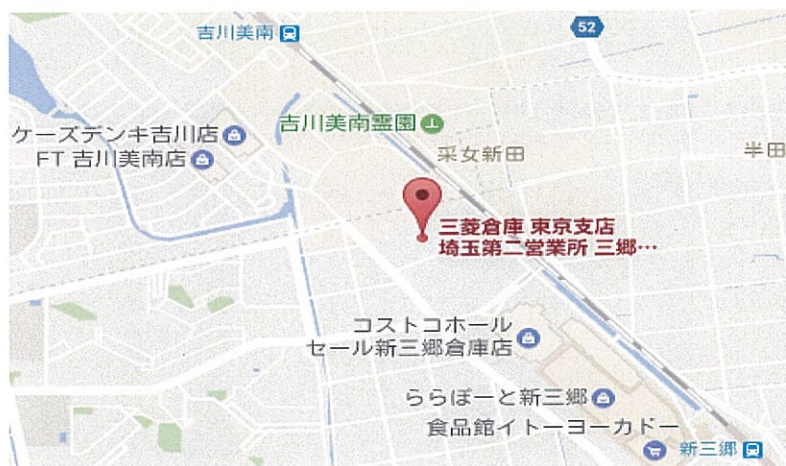 吉川美南
52
ケーズデンキ吉川店
FT 吉川美南店
吉川美南霊園
采女新田
半田
三菱倉庫 東京支店
埼玉第二営業所 三郷…
コストコホール
セール新三郷倉庫店
ららぽーと新三郷
食品館イトーヨーカドー
新三郷